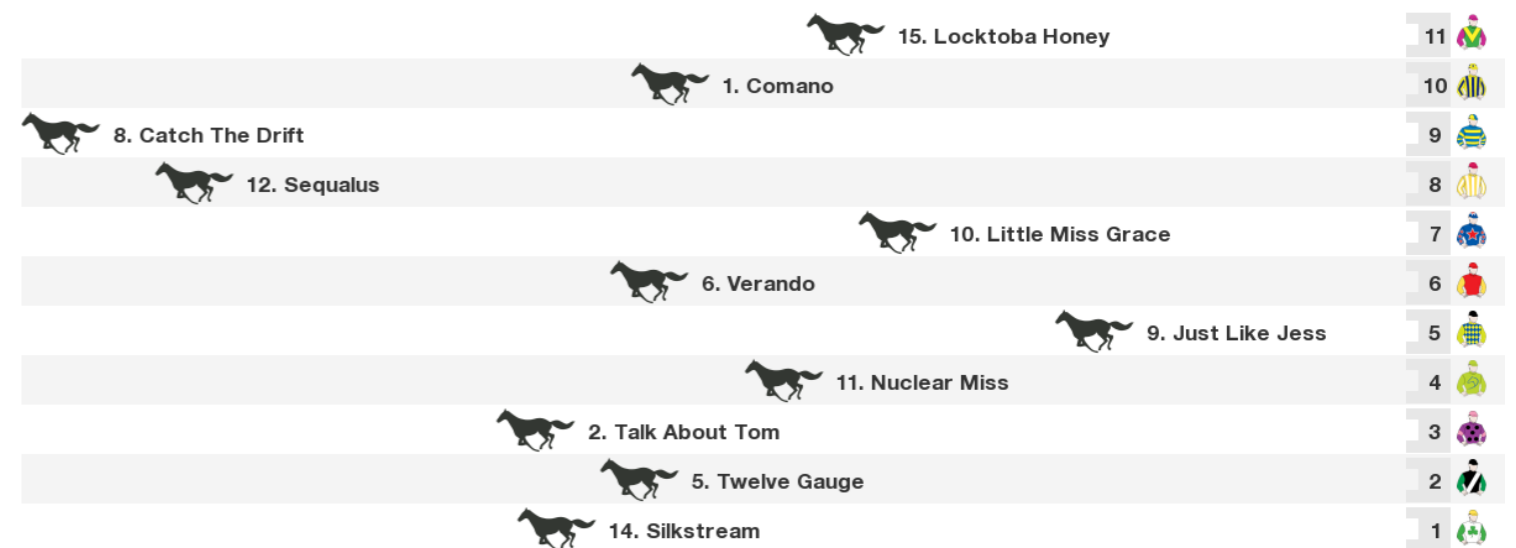 15. Locktoba Honey 11
1. Comano 10
8. Catch The Drift 9
12. Sequalus 8
10. Little Miss Grace 7
6. Verando 6
9. Just Like Jess 5
11. Nuclear Miss 4
2. Talk About Tom 3
5. Twelve Gauge 2
14. Silkstream 1